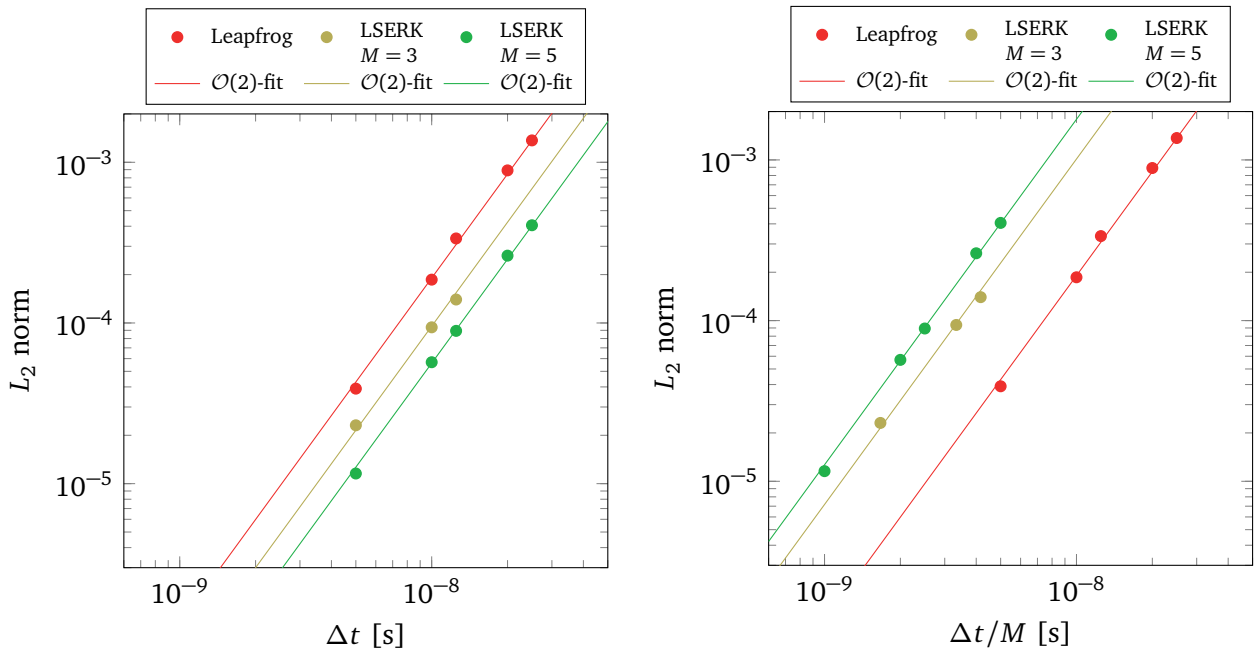 Leapfrog LSERK M = 3 LSERK M = 5
𝒪(2)-fit 𝒪(2)-fit 𝒪(2)-fit
10⁻³
10⁻⁴
10⁻⁵
L₂ norm
10⁻⁹ 10⁻⁸
Δt [s]
Leapfrog LSERK M = 3 LSERK M = 5
𝒪(2)-fit 𝒪(2)-fit 𝒪(2)-fit
10⁻³
10⁻⁴
10⁻⁵
L₂ norm
10⁻⁹ 10⁻⁸
Δt/M [s]